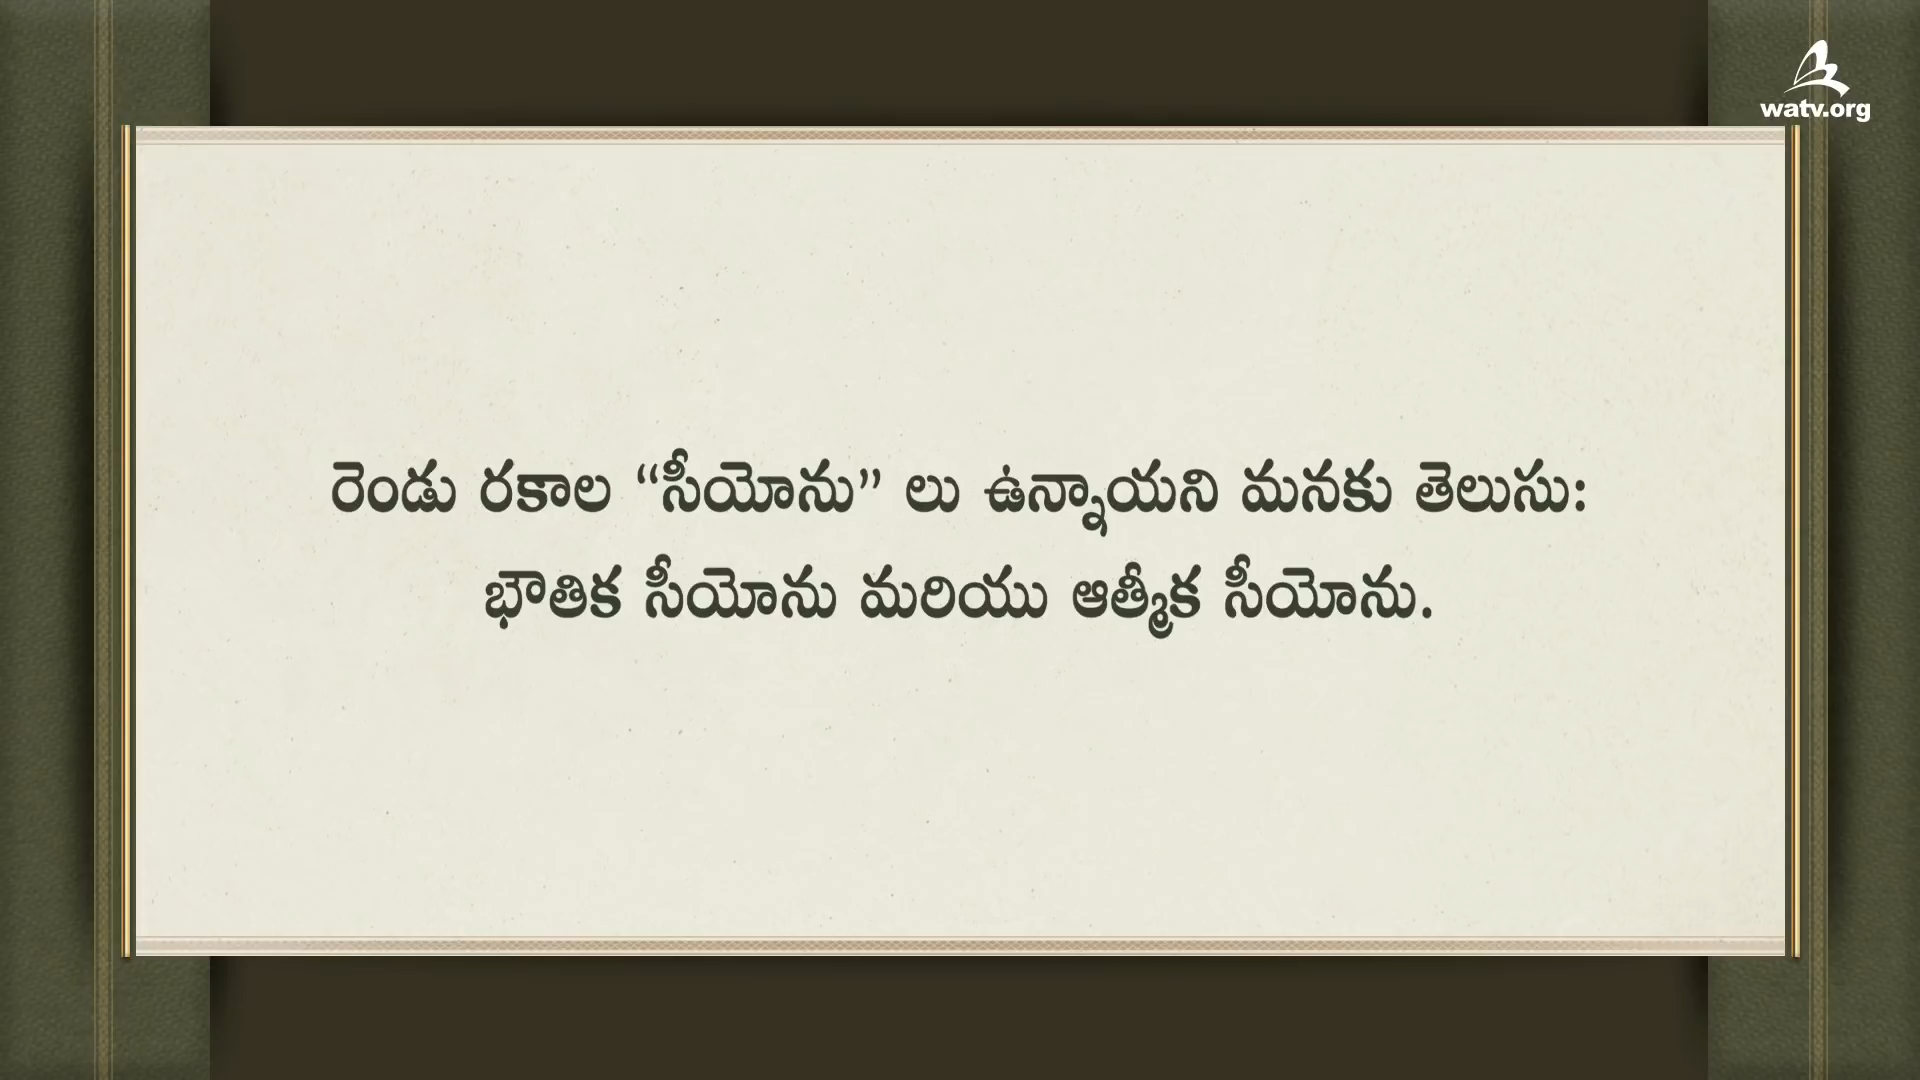 watv.org
రెండు రకాల “సీయోను” లు ఉన్నాయని మనకు తెలుసు:
భౌతిక సీయోను మరియు ఆత్మీక సీయోను.